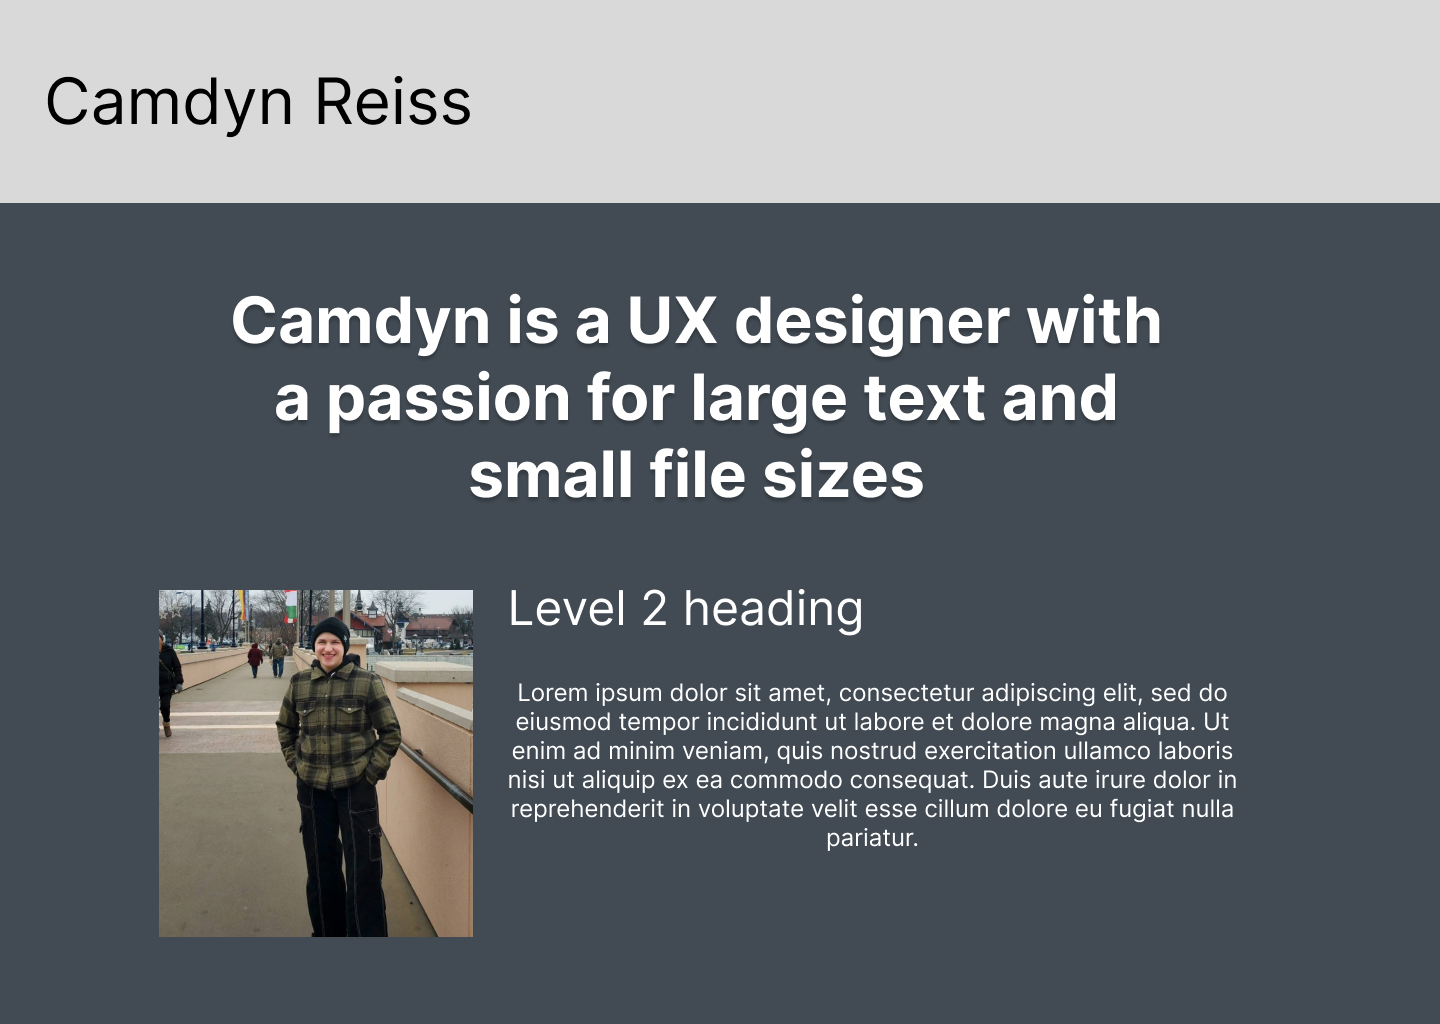 Camdyn Reiss
Camdyn is a UX designer with
a passion for large text and
small file sizes
Level 2 heading
Lorem ipsum dolor sit amet, consectetur adipiscing elit, sed do
eiusmod tempor incididunt ut labore et dolore magna aliqua. Ut
enim ad minim veniam, quis nostrud exercitation ullamco laboris
nisi ut aliquip ex ea commodo consequat. Duis aute irure dolor in
reprehenderit in voluptate velit esse cillum dolore eu fugiat nulla
pariatur.